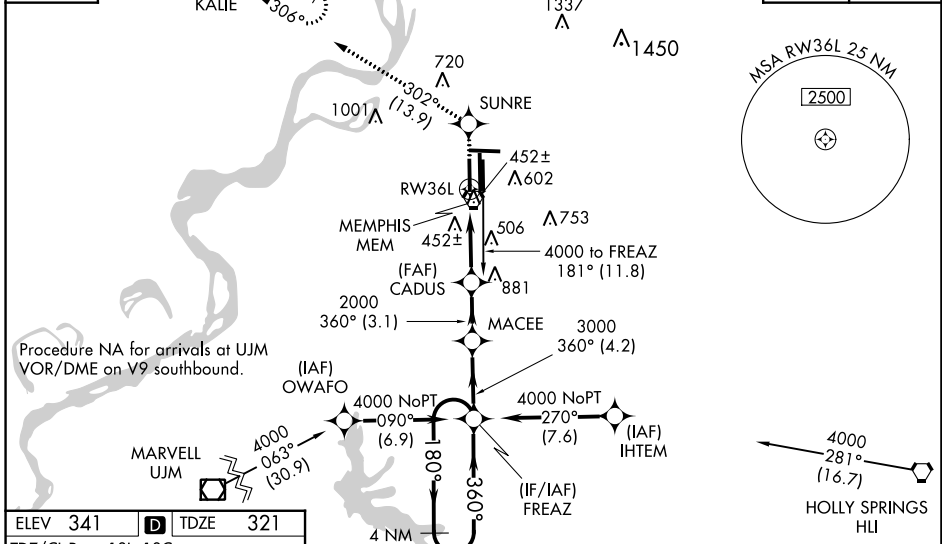 KALIE
306°
1337
1450
720
302°
(13.9)
SUNRE
1001
MSA RW36L 25 NM
2500
452±
602
RW36L
MEMPHIS
MEM
452±
506
753
4000 to FREAZ
181° (11.8)
(FAF)
CADUS
881
2000
360° (3.1)
MACEE
3000
360° (4.2)
Procedure NA for arrivals at UJM
VOR/DME on V9 southbound.
(IAF)
OWAFO
4000 NoPT
090°
(6.9)
4000 NoPT
270°
(7.6)
(IAF)
IHTEM
MARVELL
UJM
4000
063°
(30.9)
180°
360°
(IF/IAF)
FREAZ
4000
281°
(16.7)
HOLLY SPRINGS
HLI
4 NM
ELEV 341 D TDZE 321